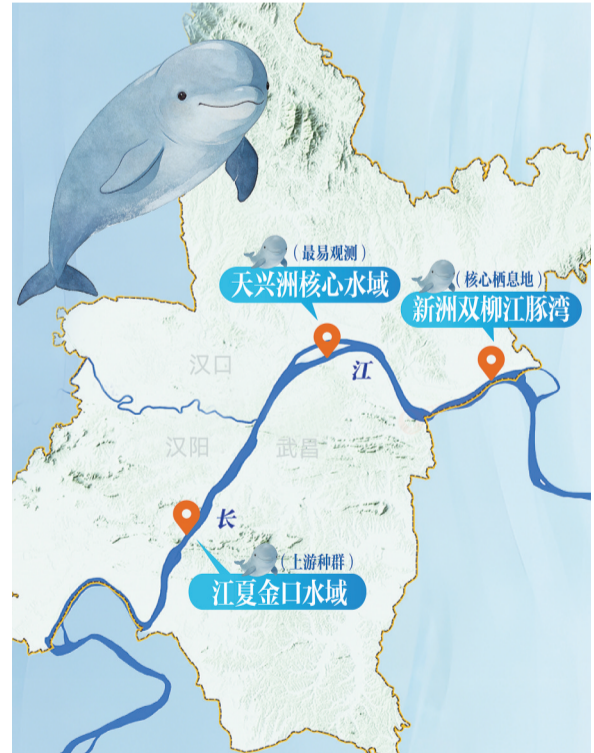 （最易观测）
天兴洲核心水域
（核心栖息地）
新洲双柳江豚湾
汉口
江
汉阳
武昌
长
（上游种群）
江夏金口水域